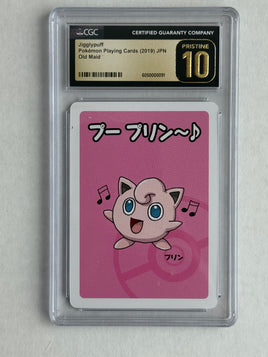 CGC
CERTIFIED GUARANTY COMPANY
Jigglypuff
Pokémon Playing Cards (2019) JPN
Old Maid
PRISTINE
10
プー プリン～♪
プリン